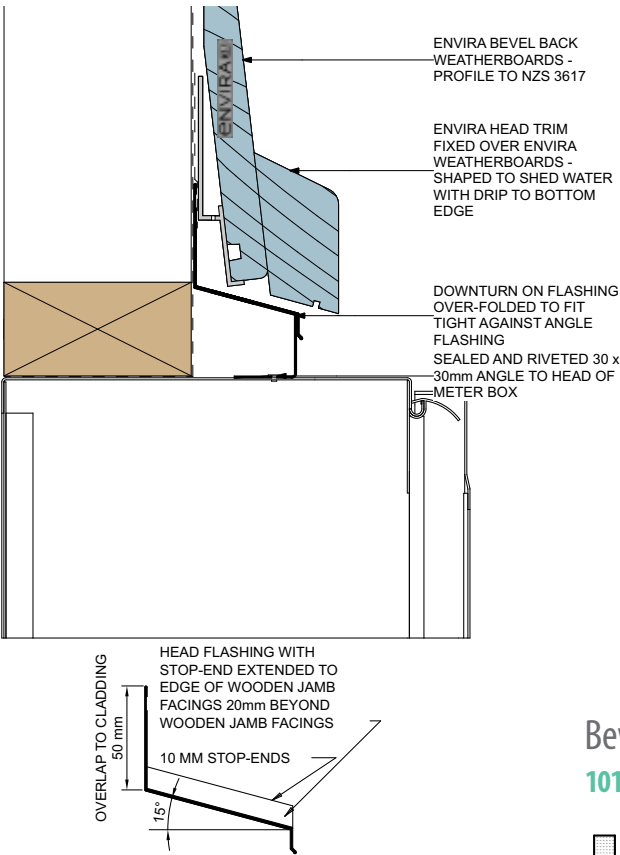 ENVIRA BEVEL BACK
WEATHERBOARDS -
PROFILE TO NZS 3617
ENVIRA
ENVIRA HEAD TRIM
FIXED OVER ENVIRA
WEATHERBOARDS -
SHAPED TO SHED WATER
WITH DRIP TO BOTTOM
EDGE
DOWNTURN ON FLASHING
OVER-FOLDED TO FIT
TIGHT AGAINST ANGLE
FLASHING
SEALED AND RIVETED 30 x
30mm ANGLE TO HEAD OF
METER BOX
HEAD FLASHING WITH
STOP-END EXTENDED TO
EDGE OF WOODEN JAMB
FACINGS 20mm BEYOND
WOODEN JAMB FACINGS
10 MM STOP-ENDS
OVERLAP TO CLADDING
50 mm
15°
Bev
101